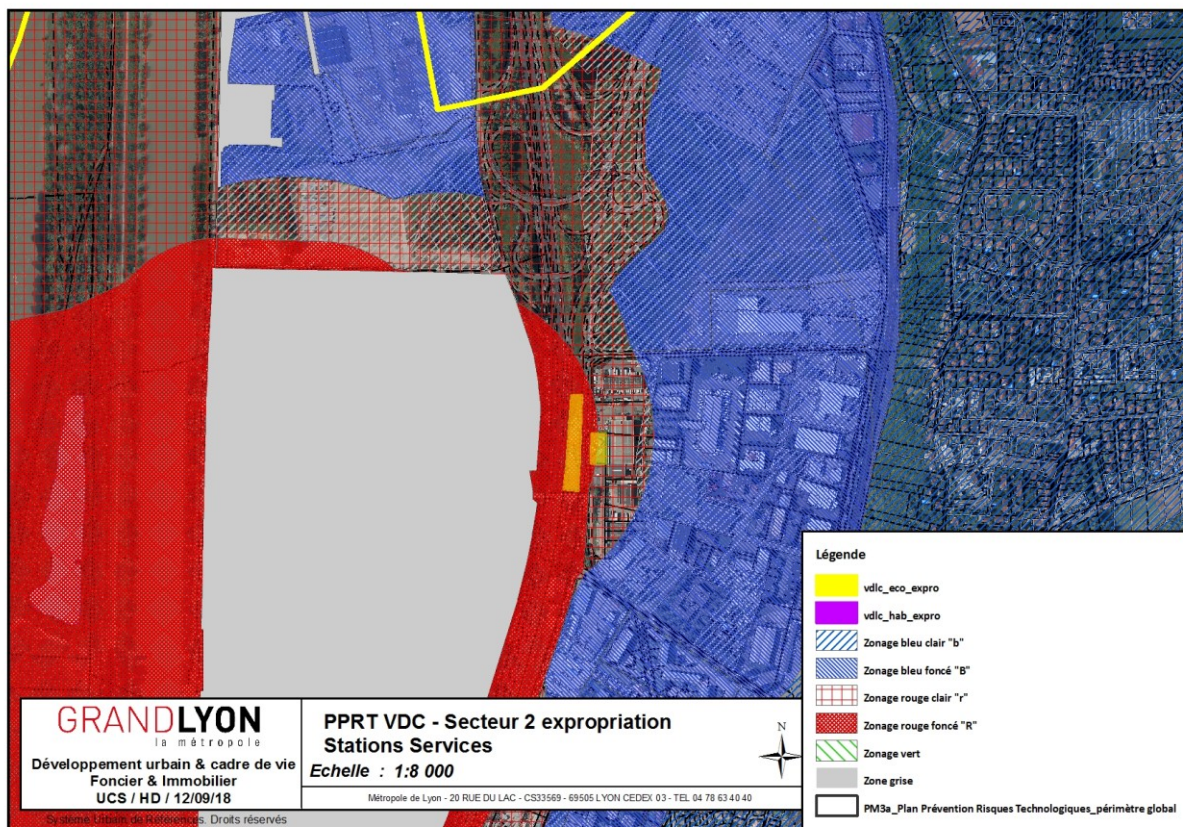 Légende
vdlc_eco_expro
vdlc_hab_expro
Zonage bleu clair "b"
Zonage bleu foncé "B"
Zonage rouge clair "r"
Zonage rouge foncé "R"
Zonage vert
Zone grise
PM3a_Plan Prévention Risques Technologiques_périmètre global
GRANDLYON
la métropole
Développement urbain & cadre de vie
Foncier & Immobilier
UCS / HD / 12/09/18
PPRT VDC - Secteur 2 expropriation
Stations Services
Echelle : 1:8 000
N
Métropole de Lyon - 20 RUE DU LAC - CS33569 - 69505 LYON CEDEX 03 - TEL 04 78 63 40 40
Système Urbain de Références. Droits réservés